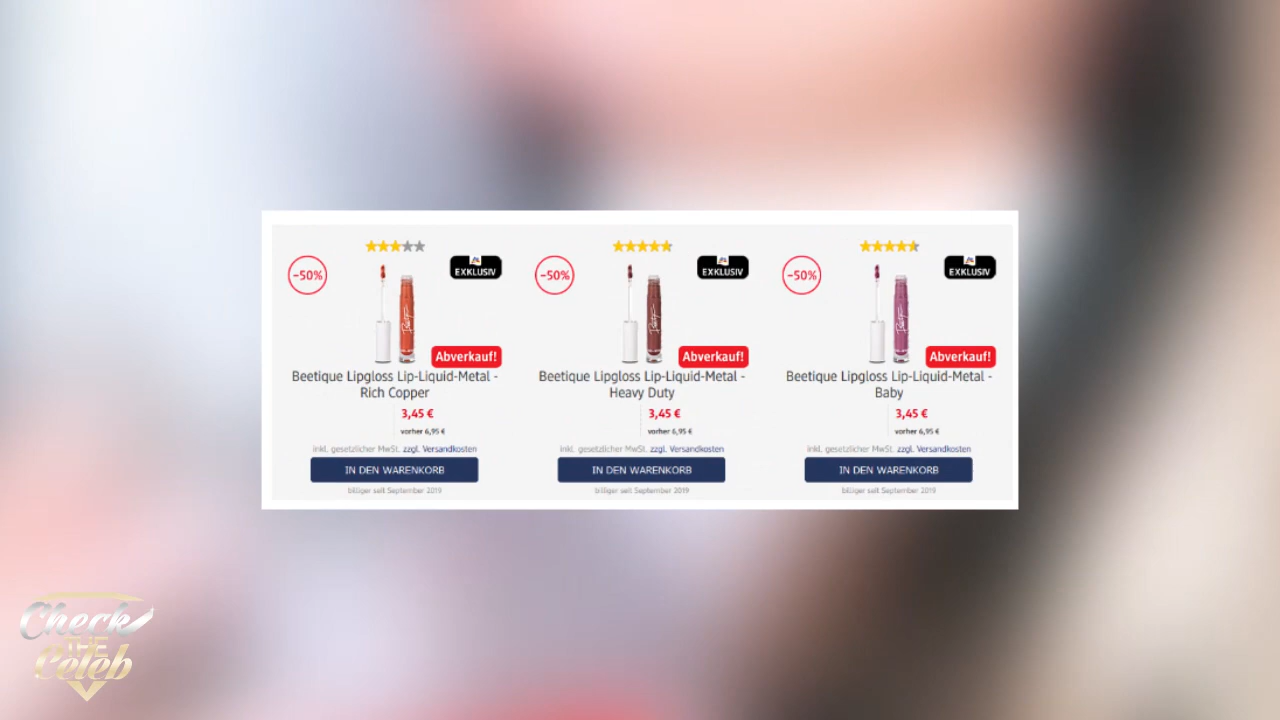 -50%
EXKLUSIV
Abverkauf!
Beetique Lipgloss Lip-Liquid-Metal -
Rich Copper
3,45 €
vorher 6,95 €
inkl. gesetzlicher MwSt. zzgl. Versandkosten
IN DEN WARENKORB
billiger seit September 2019
-50%
EXKLUSIV
Abverkauf!
Beetique Lipgloss Lip-Liquid-Metal -
Heavy Duty
3,45 €
vorher 6,95 €
inkl. gesetzlicher MwSt. zzgl. Versandkosten
IN DEN WARENKORB
billiger seit September 2019
-50%
EXKLUSIV
Abverkauf!
Beetique Lipgloss Lip-Liquid-Metal -
Baby
3,45 €
vorher 6,95 €
inkl. gesetzlicher MwSt. zzgl. Versandkosten
IN DEN WARENKORB
billiger seit September 2019
Check
THE
Celeb